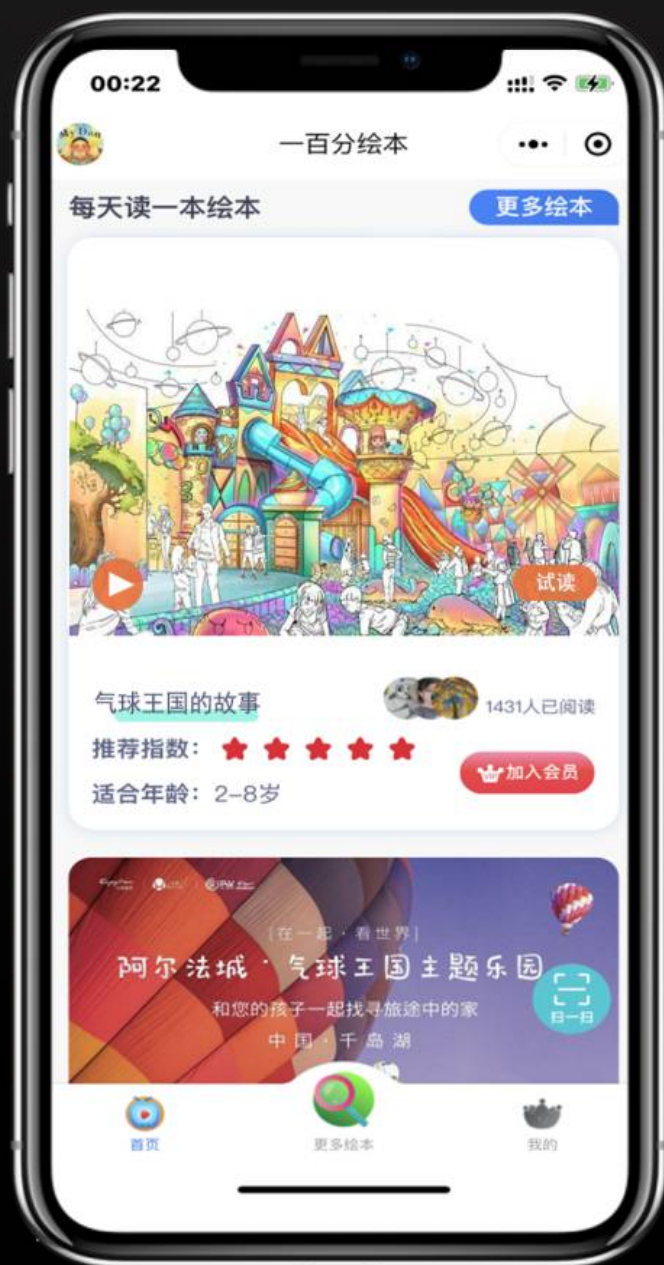 00:22
My Dan
一百分绘本
每天读一本绘本
更多绘本
试读
气球王国的故事
1431人已阅读
推荐指数：
加入会员
适合年龄：2-8岁
[在一起·看世界]
阿尔法城·气球王国主题乐园
和您的孩子一起找寻旅途中的家
扫一扫
中国·千岛湖
首页
更多绘本
我的